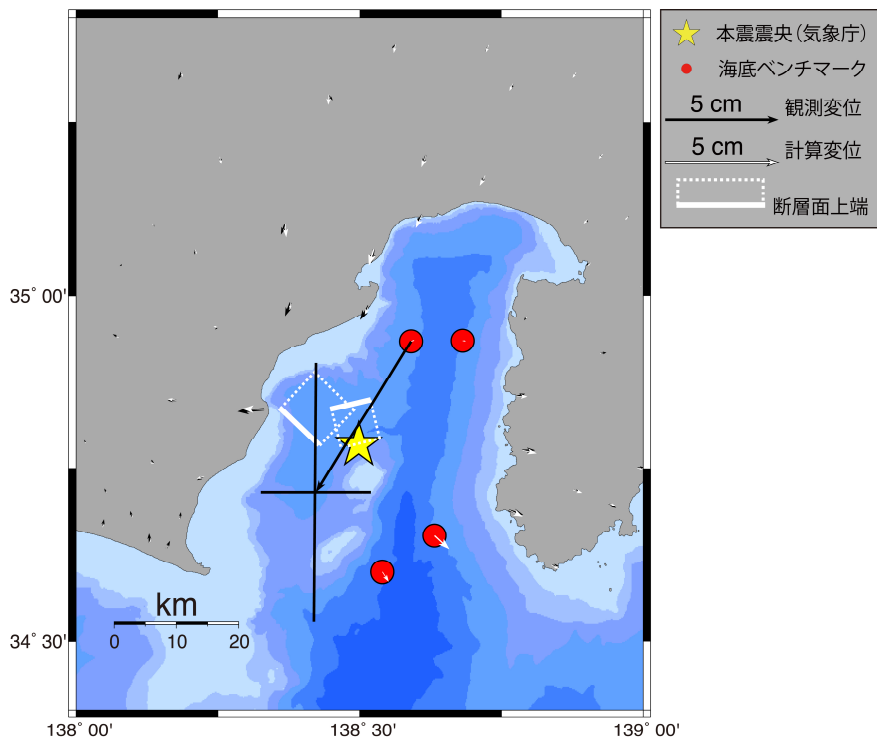 本震震央(気象庁)
海底ベンチマーク
5 cm 観測変位
5 cm 計算変位
断層面上端
35° 00'
34° 30'
km
0 10 20
138° 00' 138° 30' 139° 00'